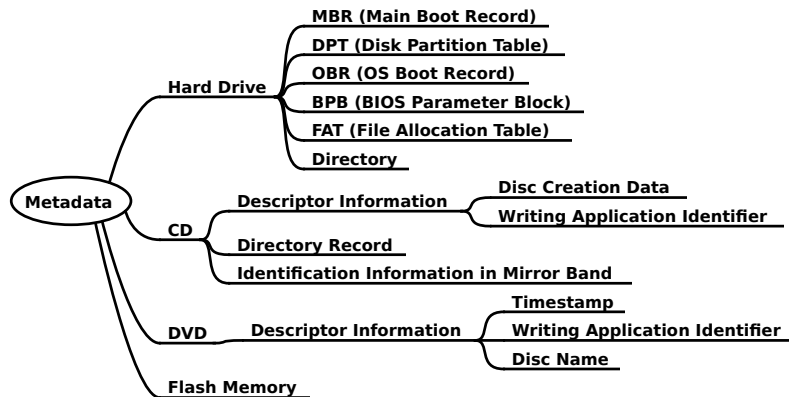 MBR (Main Boot Record)
DPT (Disk Partition Table)
OBR (OS Boot Record)
Hard Drive
BPB (BIOS Parameter Block)
FAT (File Allocation Table)
Directory
Metadata
Disc Creation Data
Descriptor Information
Writing Application Identifier
CD
Directory Record
Identification Information in Mirror Band
Timestamp
DVD
Descriptor Information
Writing Application Identifier
Disc Name
Flash Memory